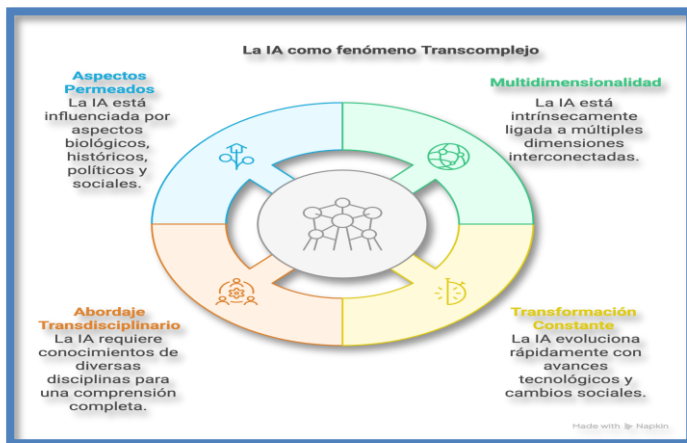 La IA como fenómeno Transcomplejo
Aspectos
Permeados
La IA está
influenciada por
aspectos
biológicos,
históricos,
políticos y
sociales.
Multidimensionalidad
La IA está
intrínsecamente
ligada a múltiples
dimensiones
interconectadas.
Abordaje
Transdisciplinario
La IA requiere
conocimientos de
diversas
disciplinas para
una comprensión
completa.
Transformación
Constante
La IA evoluciona
rápidamente con
avances
tecnológicos y
cambios sociales.
Made with Napkin